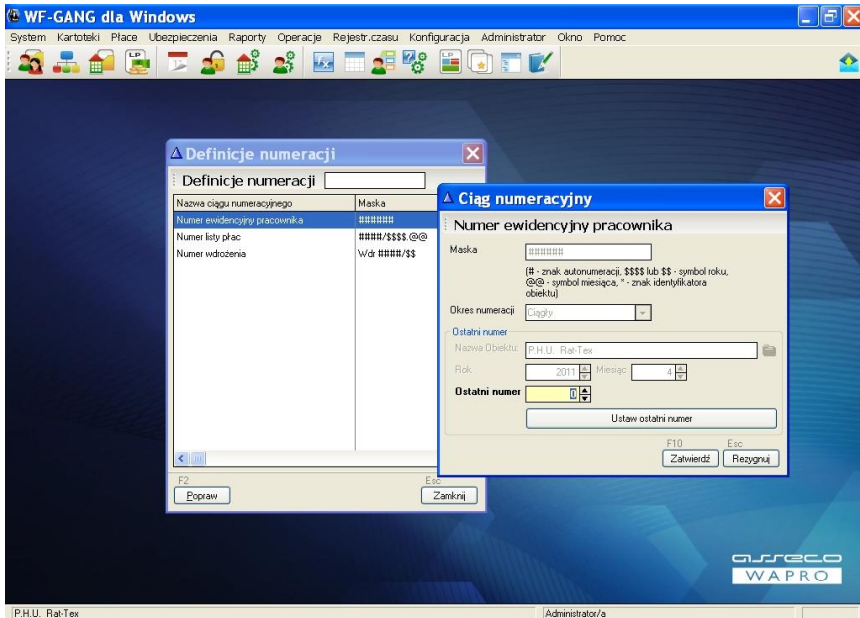 WF-GANG dla Windows
System Kartoteki Płace Ubezpieczenia Raporty Operacje Rejestr.czasu Konfiguracja Administrator Okno Pomoc
Definicje numeracji
Definicje numeracji
Nazwa ciągu numeracyjnego Maska
Numer ewidencyjny pracownika ######
Numer listy płac ####/$$$$.@@
Numer wdrożenia Wdr ####/$$
F2 Esc
Popraw Zamknij
Ciąg numeracyjny
Numer ewidencyjny pracownika
Maska ######
(# - znak autonumeracji, $$$$ lub $$ - symbol roku,
@@ - symbol miesiąca, * - znak identyfikatora
obiektu)
Okres numeracji Ciągły
Ostatni numer
Nazwa Obiektu: P.H.U. Rat-Tex
Rok 2011 Miesiąc 4
Ostatni numer
Ustaw ostatni numer
F10 Esc
Zatwierdź Rezygnuj
asseco
WAPRO
P.H.U. Rat-Tex Administrator/a